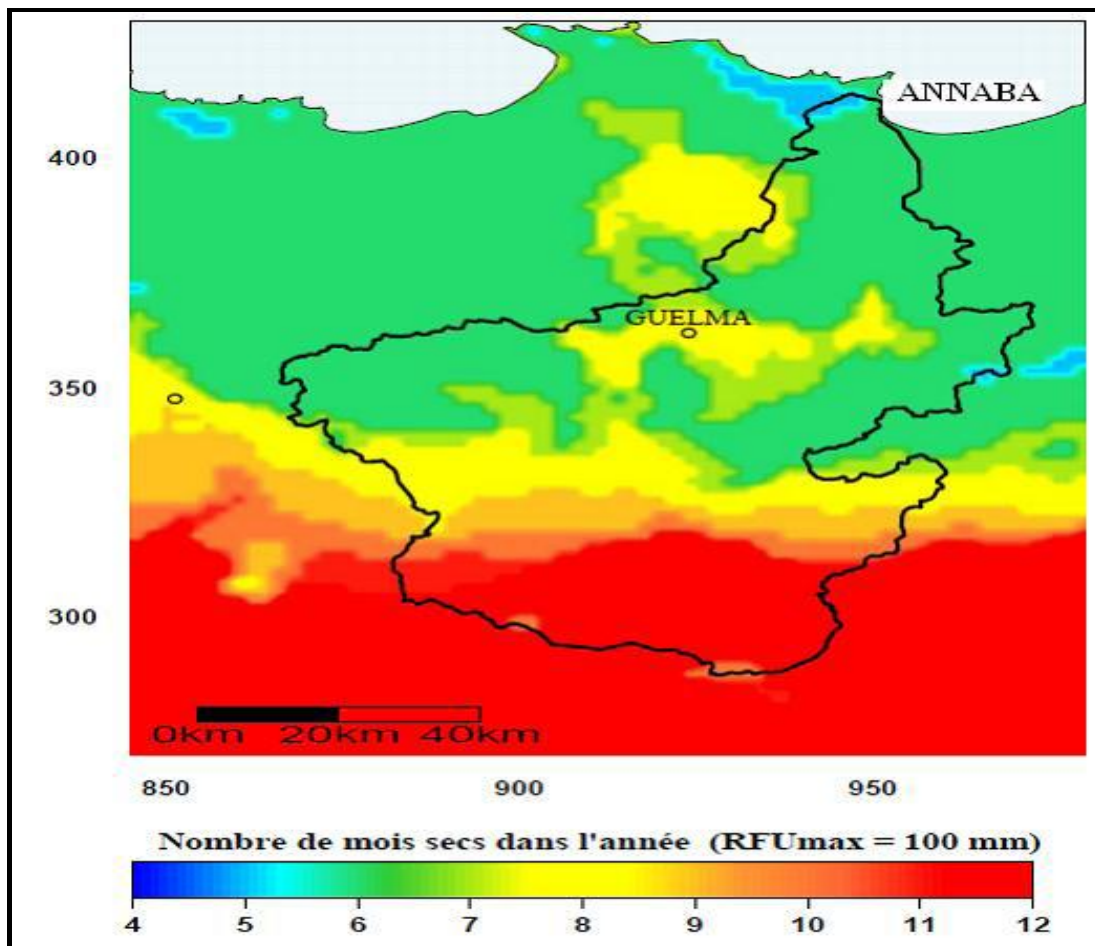 ANNABA
400
GUELMA
350
300
0km 20km 40km
850 900 950
Nombre de mois secs dans l'année (RFUmax = 100 mm)
4 5 6 7 8 9 10 11 12